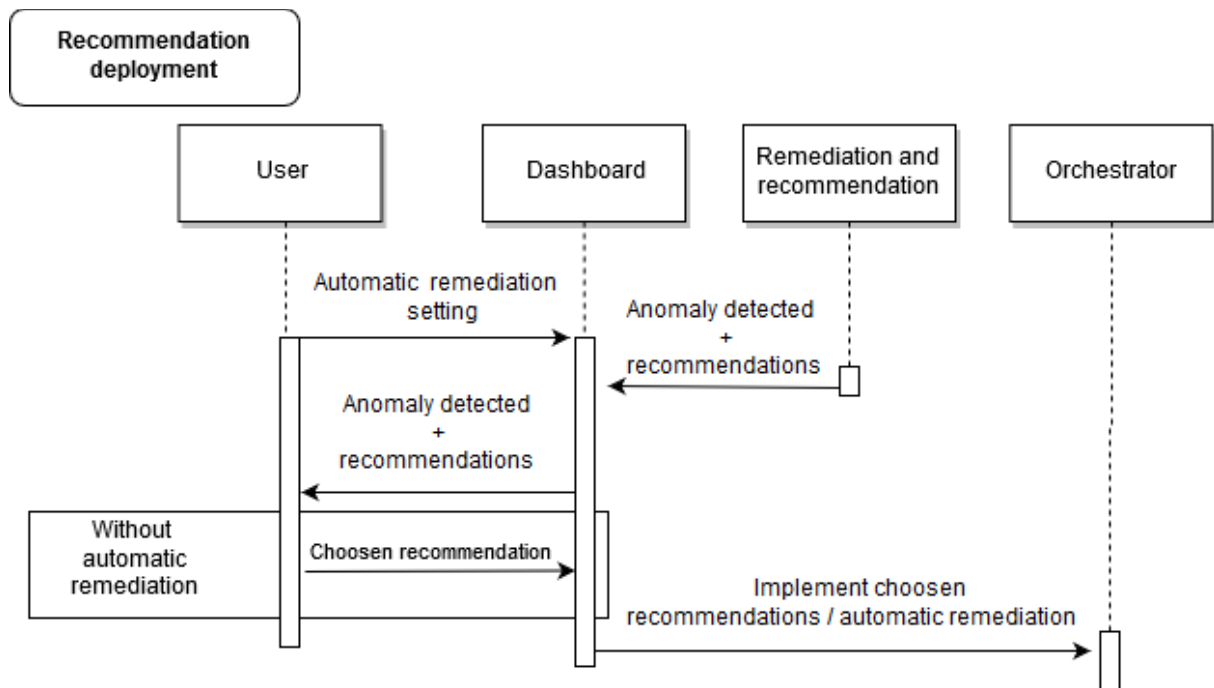 Recommendation
deployment
User
Dashboard
Remediation and
recommendation
Orchestrator
Automatic remediation
setting
Anomaly detected
+
recommendations
Anomaly detected
+
recommendations
Without
automatic
remediation
Choosen recommendation
Implement choosen
recommendations / automatic remediation